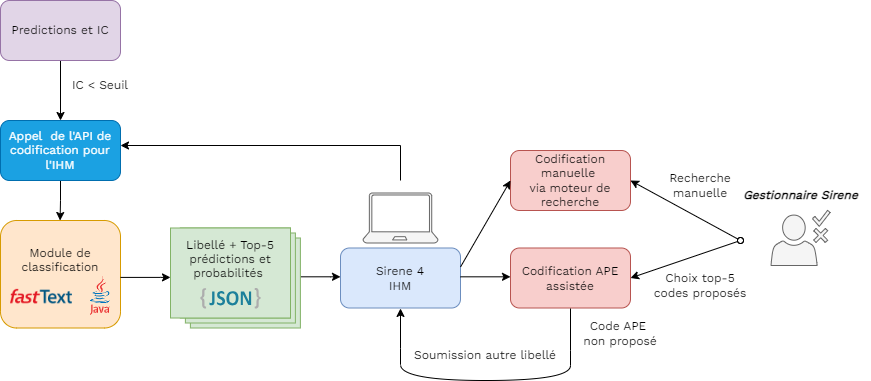 Predictions et IC
IC < Seuil
Appel de l'API de
codification pour
l'IHM
Module de
classification
fastText
Java
Libellé + Top-5
prédictions et
probabilités
{JSON}
Sirene 4
IHM
Codification
manuelle
via moteur de
recherche
Codification APE
assistée
Recherche
manuelle
Gestionnaire Sirene
Choix top-5
codes proposés
Code APE
non proposé
Soumission autre libellé